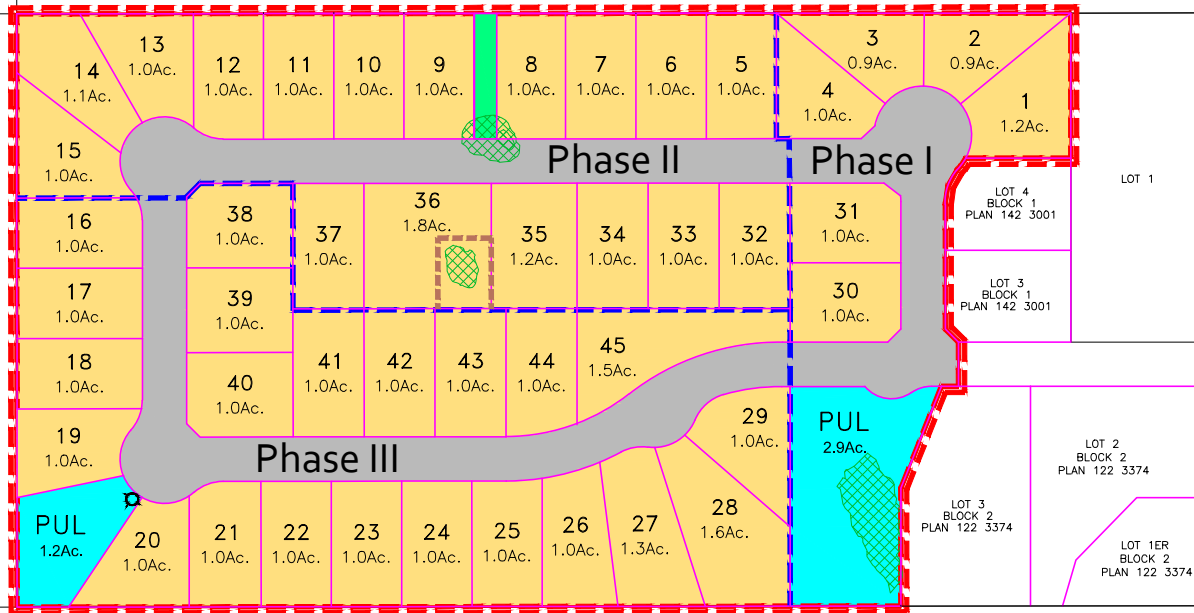 13
1.0Ac.
14
1.1Ac.
12
1.0Ac.
11
1.0Ac.
10
1.0Ac.
9
1.0Ac.
8
1.0Ac.
7
1.0Ac.
6
1.0Ac.
5
1.0Ac.
3
0.9Ac.
2
0.9Ac.
4
1.0Ac.
1
1.2Ac.
15
1.0Ac.
Phase II
Phase I
LOT 1
LOT 4
BLOCK 1
PLAN 142 3001
16
1.0Ac.
38
1.0Ac.
37
1.0Ac.
36
1.8Ac.
35
1.2Ac.
34
1.0Ac.
33
1.0Ac.
32
1.0Ac.
31
1.0Ac.
LOT 3
BLOCK 1
PLAN 142 3001
17
1.0Ac.
39
1.0Ac.
30
1.0Ac.
18
1.0Ac.
40
1.0Ac.
41
1.0Ac.
42
1.0Ac.
43
1.0Ac.
44
1.0Ac.
45
1.5Ac.
29
1.0Ac.
PUL
2.9Ac.
19
1.0Ac.
Phase III
LOT 2
BLOCK 2
PLAN 122 3374
LOT 3
BLOCK 2
PLAN 122 3374
PUL
1.2Ac.
20
1.0Ac.
21
1.0Ac.
22
1.0Ac.
23
1.0Ac.
24
1.0Ac.
25
1.0Ac.
26
1.0Ac.
27
1.3Ac.
28
1.6Ac.
LOT 1ER
BLOCK 2
PLAN 122 3374